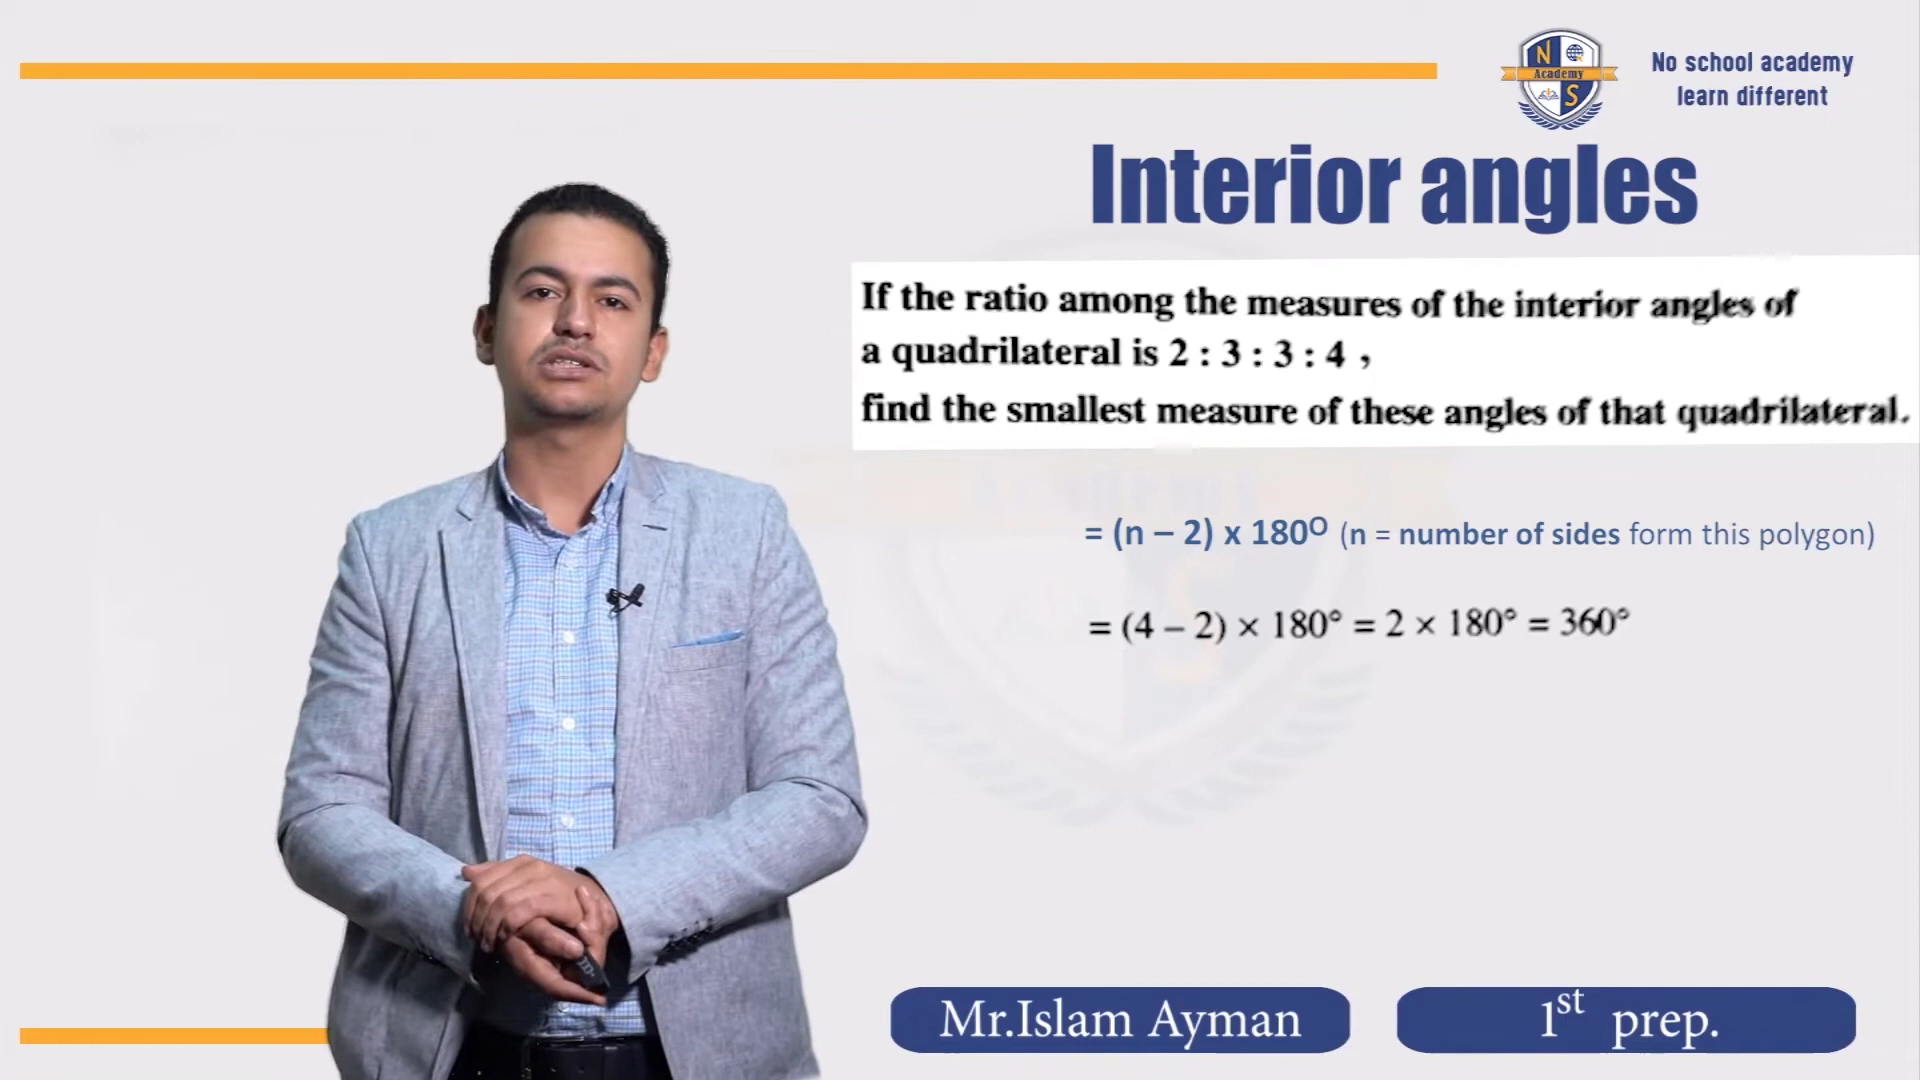 N
Academy
S
No school academy
learn different
Interior angles
If the ratio among the measures of the interior angles of
a quadrilateral is 2 : 3 : 3 : 4 ,
find the smallest measure of these angles of that quadrilateral.
= (n – 2) x 180⁰ (n = number of sides form this polygon)
= (4 – 2) × 180° = 2 × 180° = 360°
Mr.Islam Ayman
1st prep.